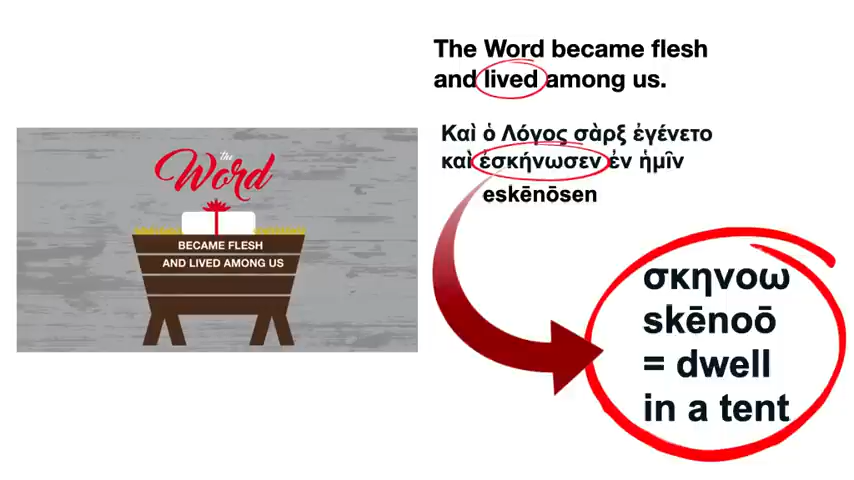 the
Word
BECAME FLESH
AND LIVED AMONG US
The Word became flesh
and lived among us.
Καὶ ὁ Λόγος σὰρξ ἐγένετο
καὶ ἐσκήνωσεν ἐν ἡμῖν
eskēnōsen
σκηνοω
skēnoō
= dwell
in a tent